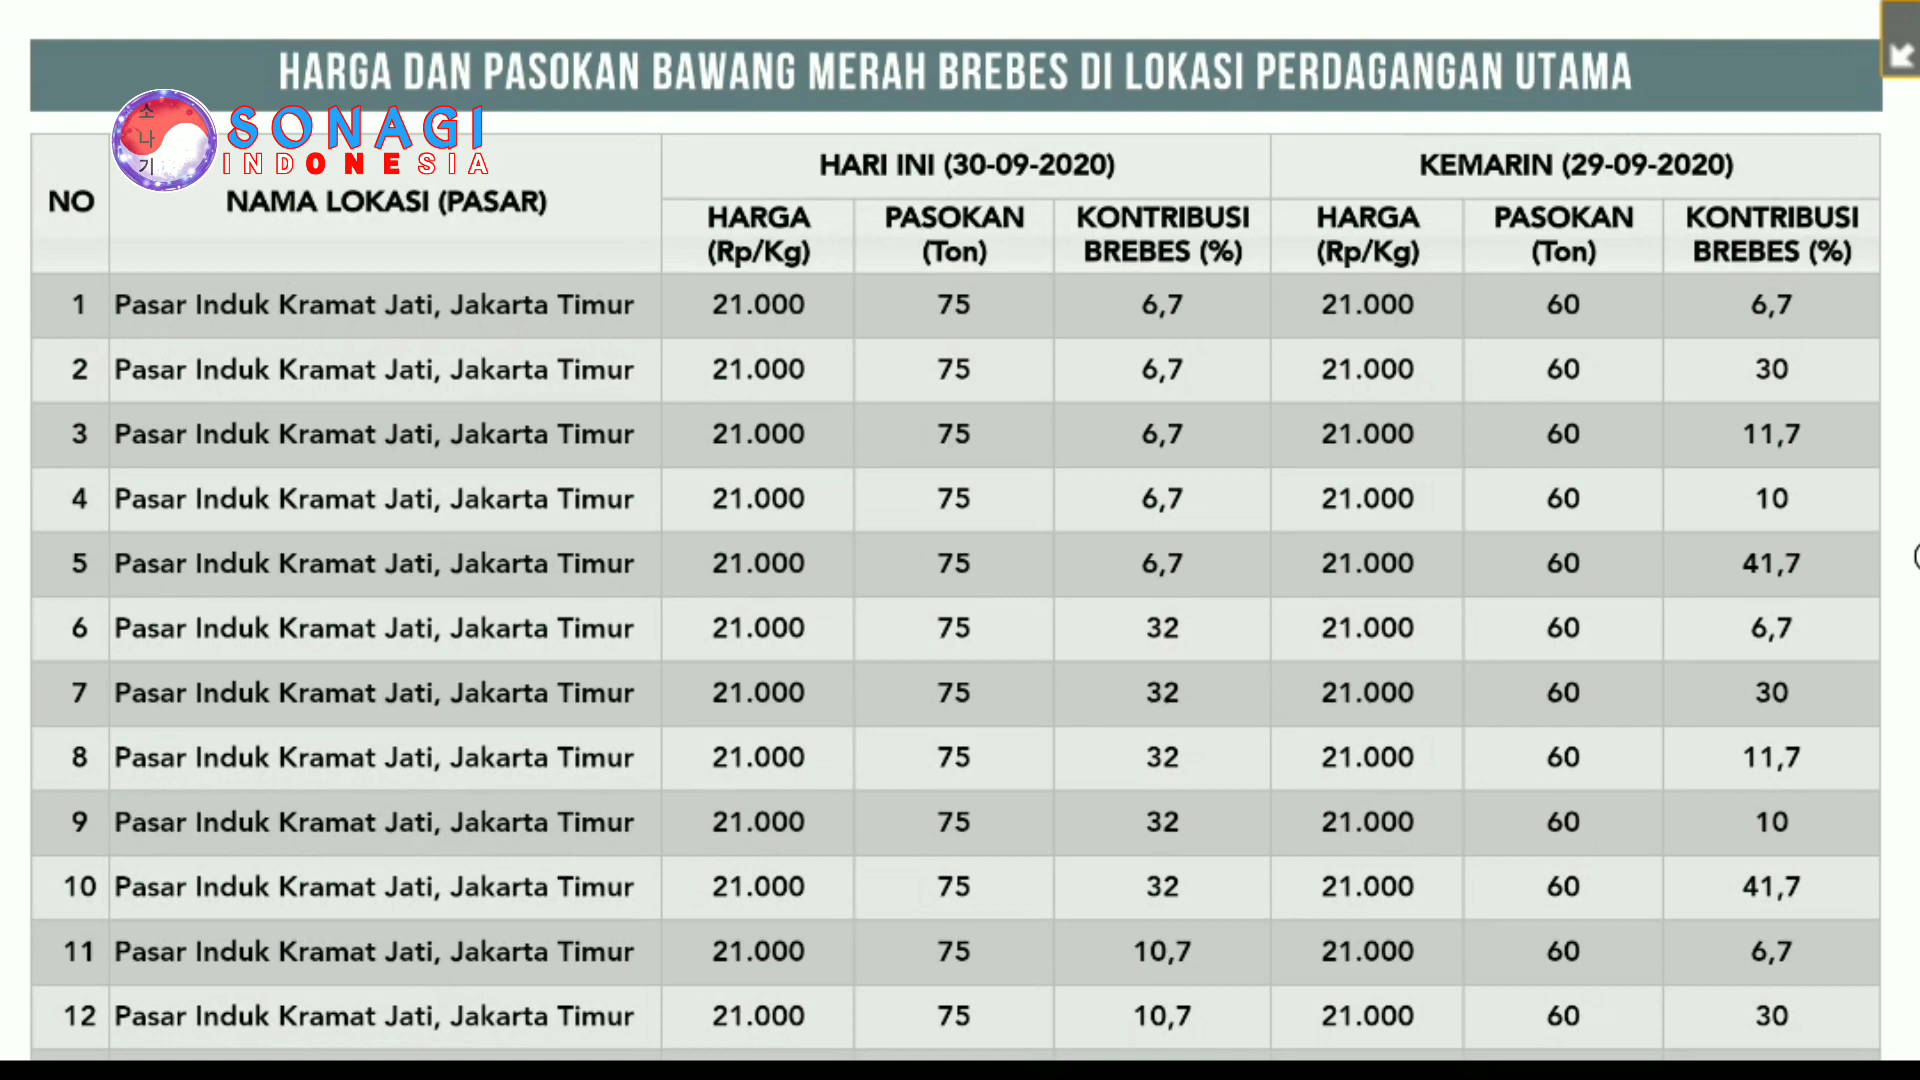 HARGA DAN PASOKAN BAWANG MERAH BREBES DI LOKASI PERDAGANGAN UTAMA
소
나
기
SONAGI
INDONESIA
NO
NAMA LOKASI (PASAR)
HARI INI (30-09-2020)
KEMARIN (29-09-2020)
HARGA (Rp/Kg)
PASOKAN (Ton)
KONTRIBUSI BREBES (%)
HARGA (Rp/Kg)
PASOKAN (Ton)
KONTRIBUSI BREBES (%)
1 Pasar Induk Kramat Jati, Jakarta Timur 21.000 75 6,7 21.000 60 6,7
2 Pasar Induk Kramat Jati, Jakarta Timur 21.000 75 6,7 21.000 60 30
3 Pasar Induk Kramat Jati, Jakarta Timur 21.000 75 6,7 21.000 60 11,7
4 Pasar Induk Kramat Jati, Jakarta Timur 21.000 75 6,7 21.000 60 10
5 Pasar Induk Kramat Jati, Jakarta Timur 21.000 75 6,7 21.000 60 41,7
6 Pasar Induk Kramat Jati, Jakarta Timur 21.000 75 32 21.000 60 6,7
7 Pasar Induk Kramat Jati, Jakarta Timur 21.000 75 32 21.000 60 30
8 Pasar Induk Kramat Jati, Jakarta Timur 21.000 75 32 21.000 60 11,7
9 Pasar Induk Kramat Jati, Jakarta Timur 21.000 75 32 21.000 60 10
10 Pasar Induk Kramat Jati, Jakarta Timur 21.000 75 32 21.000 60 41,7
11 Pasar Induk Kramat Jati, Jakarta Timur 21.000 75 10,7 21.000 60 6,7
12 Pasar Induk Kramat Jati, Jakarta Timur 21.000 75 10,7 21.000 60 30